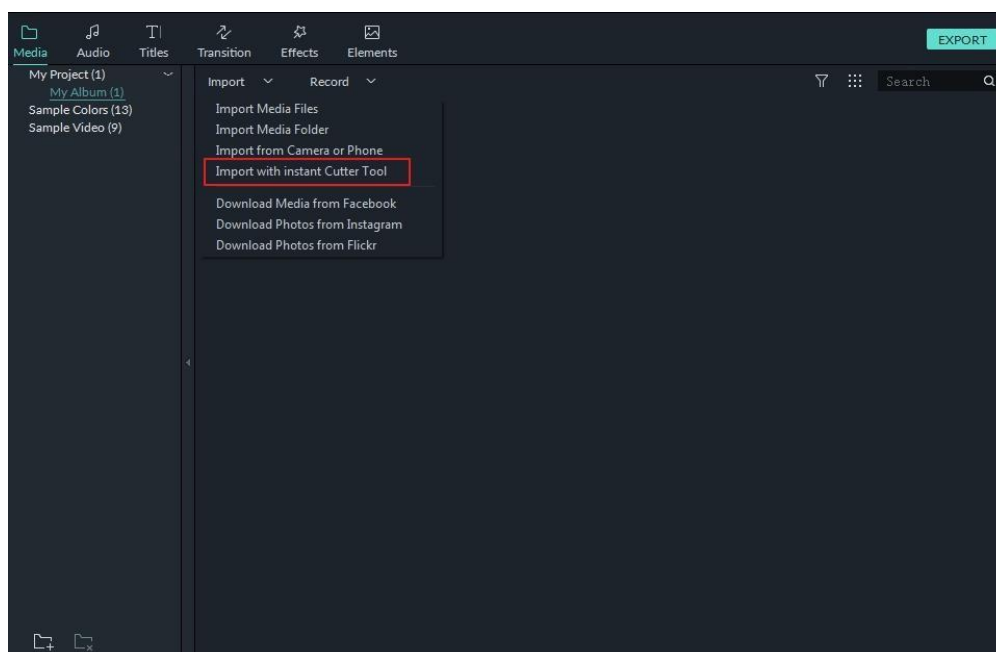 Media Audio Titles Transition Effects Elements
EXPORT
My Project (1)
My Album (1)
Sample Colors (13)
Sample Video (9)
Import Record
Search
Import Media Files
Import Media Folder
Import from Camera or Phone
Import with instant Cutter Tool
Download Media from Facebook
Download Photos from Instagram
Download Photos from Flickr